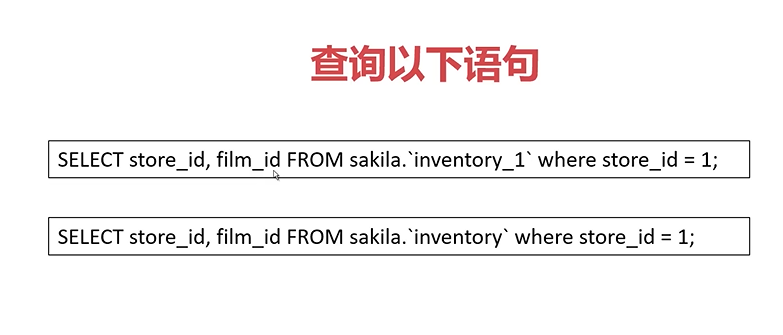 查询以下语句
SELECT store_id, film_id FROM sakila.`inventory_1` where store_id = 1;
SELECT store_id, film_id FROM sakila.`inventory` where store_id = 1;